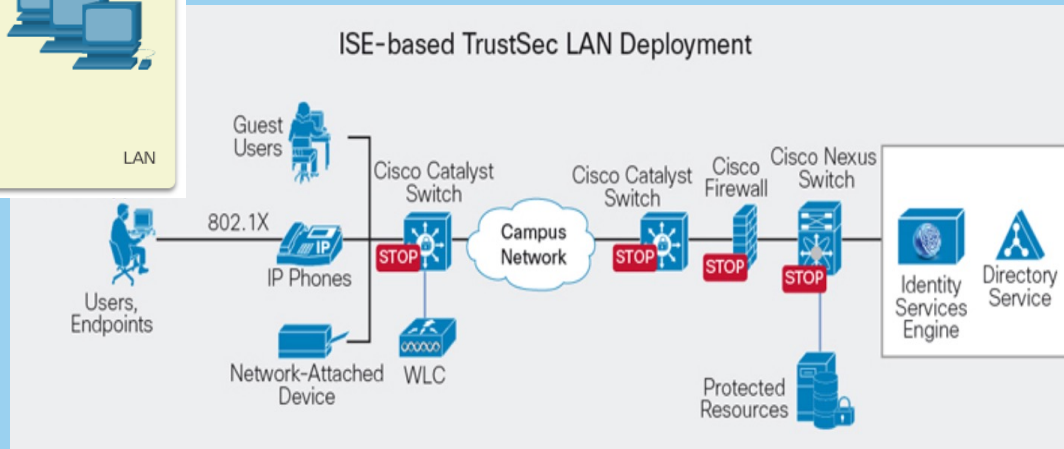 LAN
ISE-based TrustSec LAN Deployment
Guest
Users
Cisco Catalyst
Switch
Cisco Catalyst
Switch
Cisco
Firewall
Cisco Nexus
Switch
802.1X
IP
IP Phones
STOP
Campus
Network
STOP
STOP
STOP
Users,
Endpoints
Identity
Services
Engine
Directory
Service
Network-Attached
Device
WLC
Protected
Resources